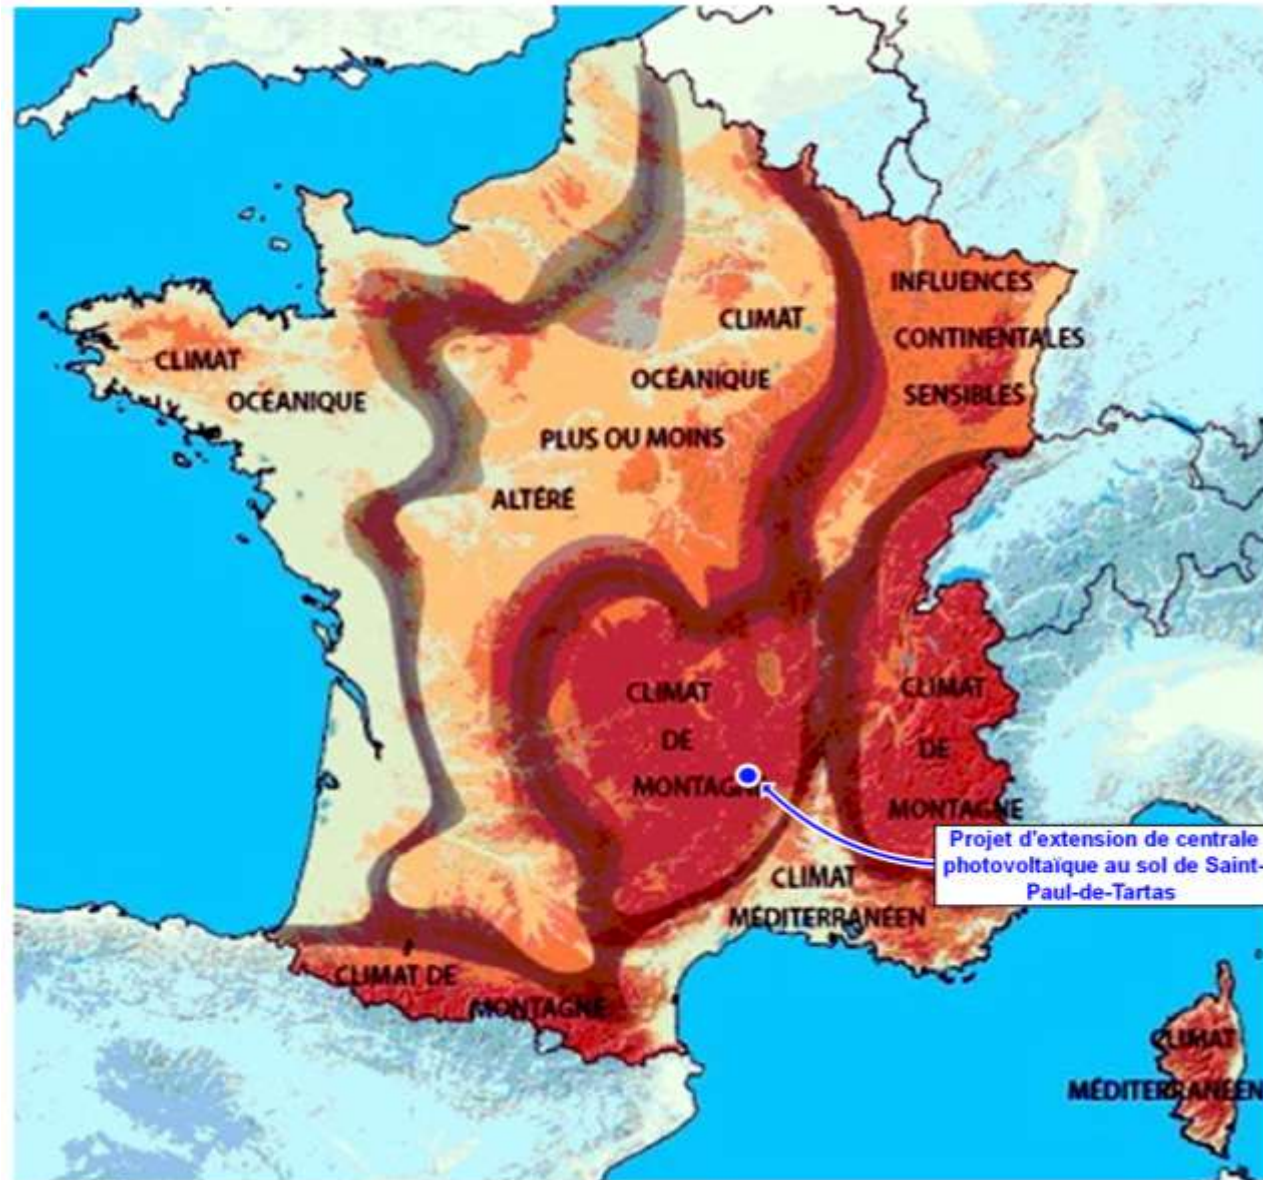 INFLUENCES
CONTINENTALES
SENSIBLES
CLIMAT
OCÉANIQUE
PLUS OU MOINS
ALTÉRÉ
CLIMAT
OCÉANIQUE
CLIMAT
DE
MONTAGNE
CLIMAT
DE
MONTAGNE
Projet d'extension de centrale
photovoltaïque au sol de Saint-
Paul-de-Tartas
CLIMAT
MÉDITERRANÉEN
CLIMAT DE
MONTAGNE
CLIMAT
MÉDITERRANÉEN